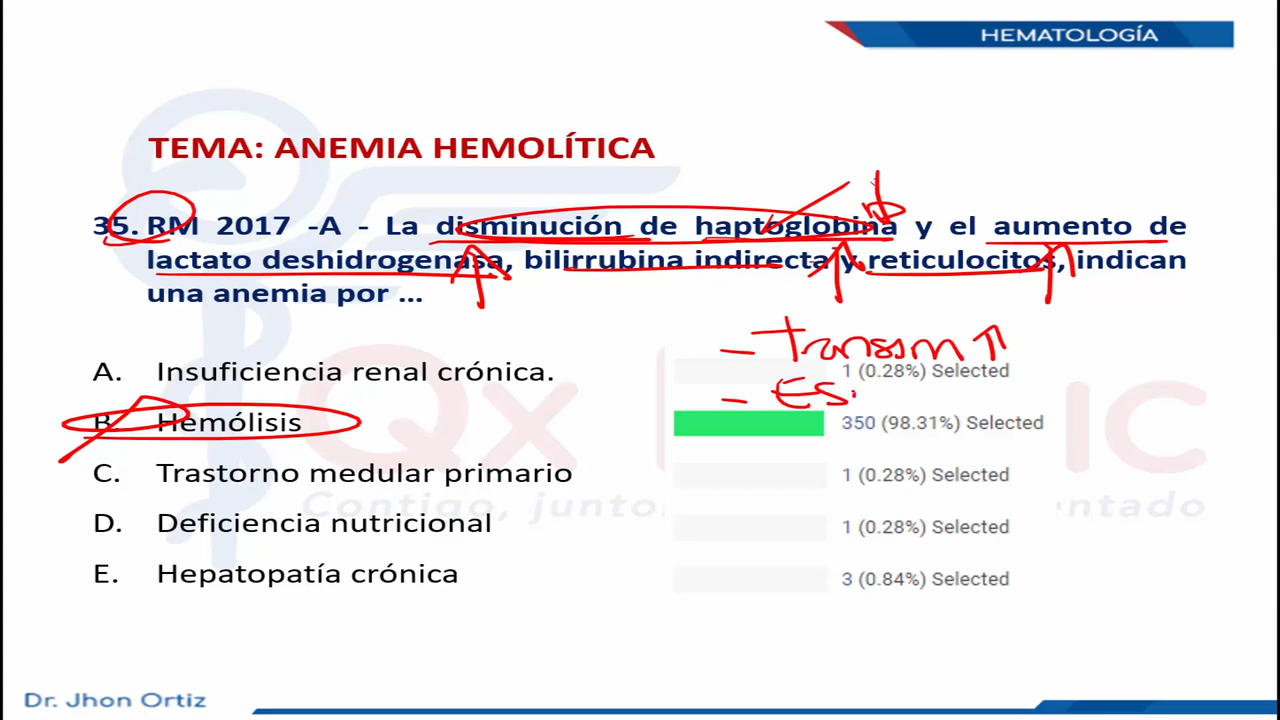 HEMATOLOGÍA
TEMA: ANEMIA HEMOLÍTICA
35. RM 2017 -A - La disminución de haptoglobina y el aumento de
lactato deshidrogenasa, bilirrubina indirecta y reticulocitos, indican
una anemia por ...
A. Insuficiencia renal crónica. 1 (0.28%) Selected
B. Hemólisis 350 (98.31%) Selected
C. Trastorno medular primario 1 (0.28%) Selected
Contigo, junto
ntado
D. Deficiencia nutricional 1 (0.28%) Selected
E. Hepatopatía crónica 3 (0.84%) Selected
Dr. Jhon Ortiz